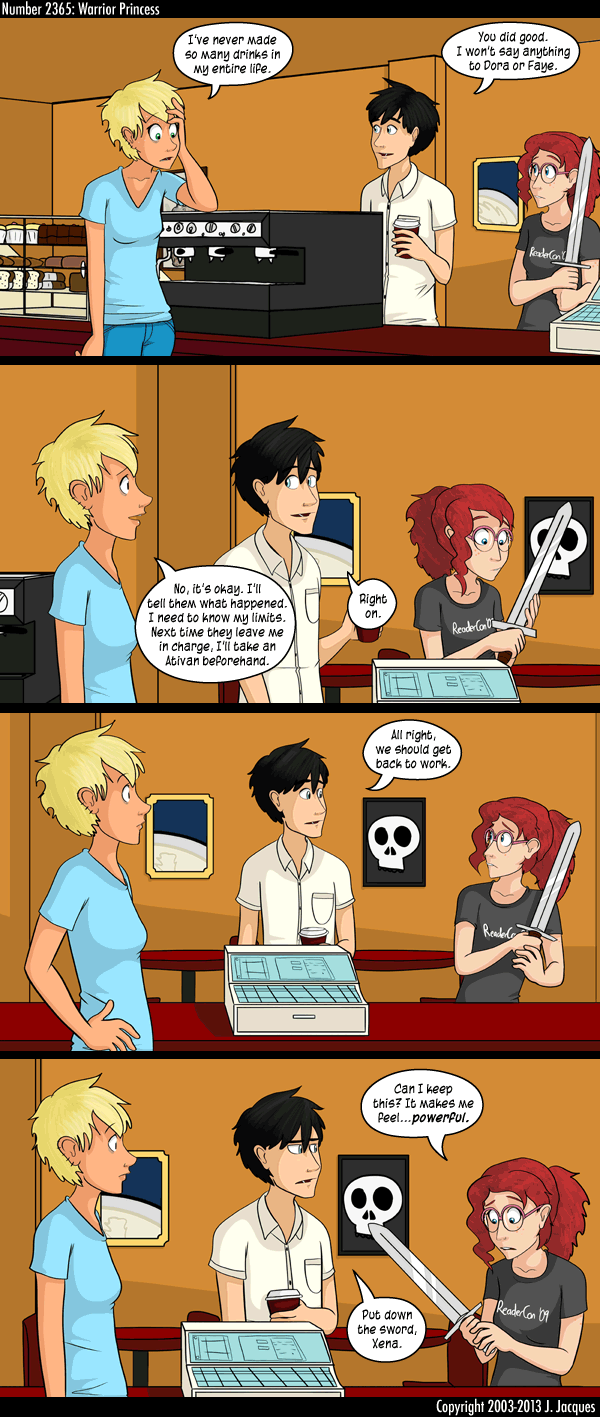 Number 2365: Warrior Princess
I've never made
so many drinks in
my entire life.
You did good.
I won't say anything
to Dora or Faye.
ReaderCon '0
No, it's okay. I'll
tell them what happened.
I need to know my limits.
Next time they leave me
in charge, I'll take an
Ativan beforehand.
Right
on.
ReaderCon '0
All right,
we should get
back to work.
ReaderCo
Can I keep
this? It makes me
feel...powerful.
Put down
the sword,
Xena.
ReaderCon '09
Copyright 2003-2013 J. Jacques